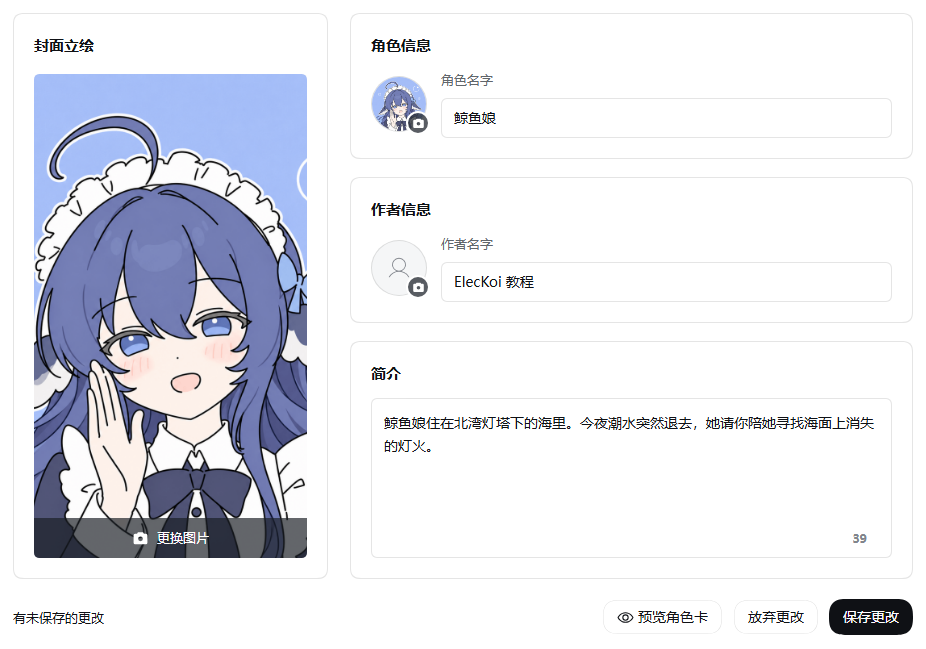 封面立绘
更换图片
角色信息
角色名字
鲸鱼娘
作者信息
作者名字
ElecKoi 教程
简介
鲸鱼娘住在北湾灯塔下的海里。今夜潮水突然退去，她请你陪她寻找海面上消失
的灯火。
39
有未保存的更改
预览角色卡
放弃更改
保存更改